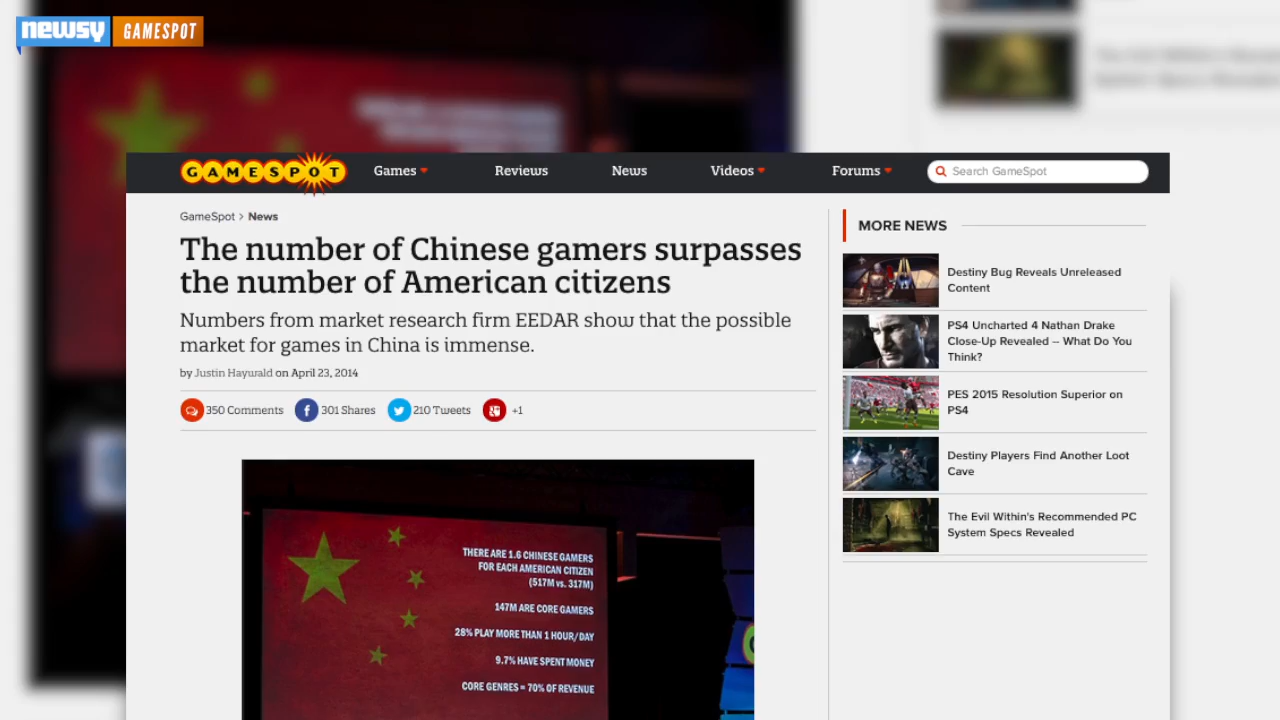 newsy GAMESPOT
GAMESPOT
Games Reviews News Videos Forums Search GameSpot
GameSpot > News
The number of Chinese gamers surpasses
the number of American citizens
Numbers from market research firm EEDAR show that the possible
market for games in China is immense.
by Justin Haywald on April 23, 2014
350 Comments 301 Shares 210 Tweets +1
THERE ARE 1.6 CHINESE GAMERS
FOR EACH AMERICAN CITIZEN
(517M vs. 317M)
147M ARE CORE GAMERS
28% PLAY MORE THAN 1 HOUR/DAY
9.7% HAVE SPENT MONEY
CORE GENRES = 70% OF REVENUE
MORE NEWS
Destiny Bug Reveals Unreleased
Content
PS4 Uncharted 4 Nathan Drake
Close-Up Revealed -- What Do You
Think?
PES 2015 Resolution Superior on
PS4
Destiny Players Find Another Loot
Cave
The Evil Within's Recommended PC
System Specs Revealed